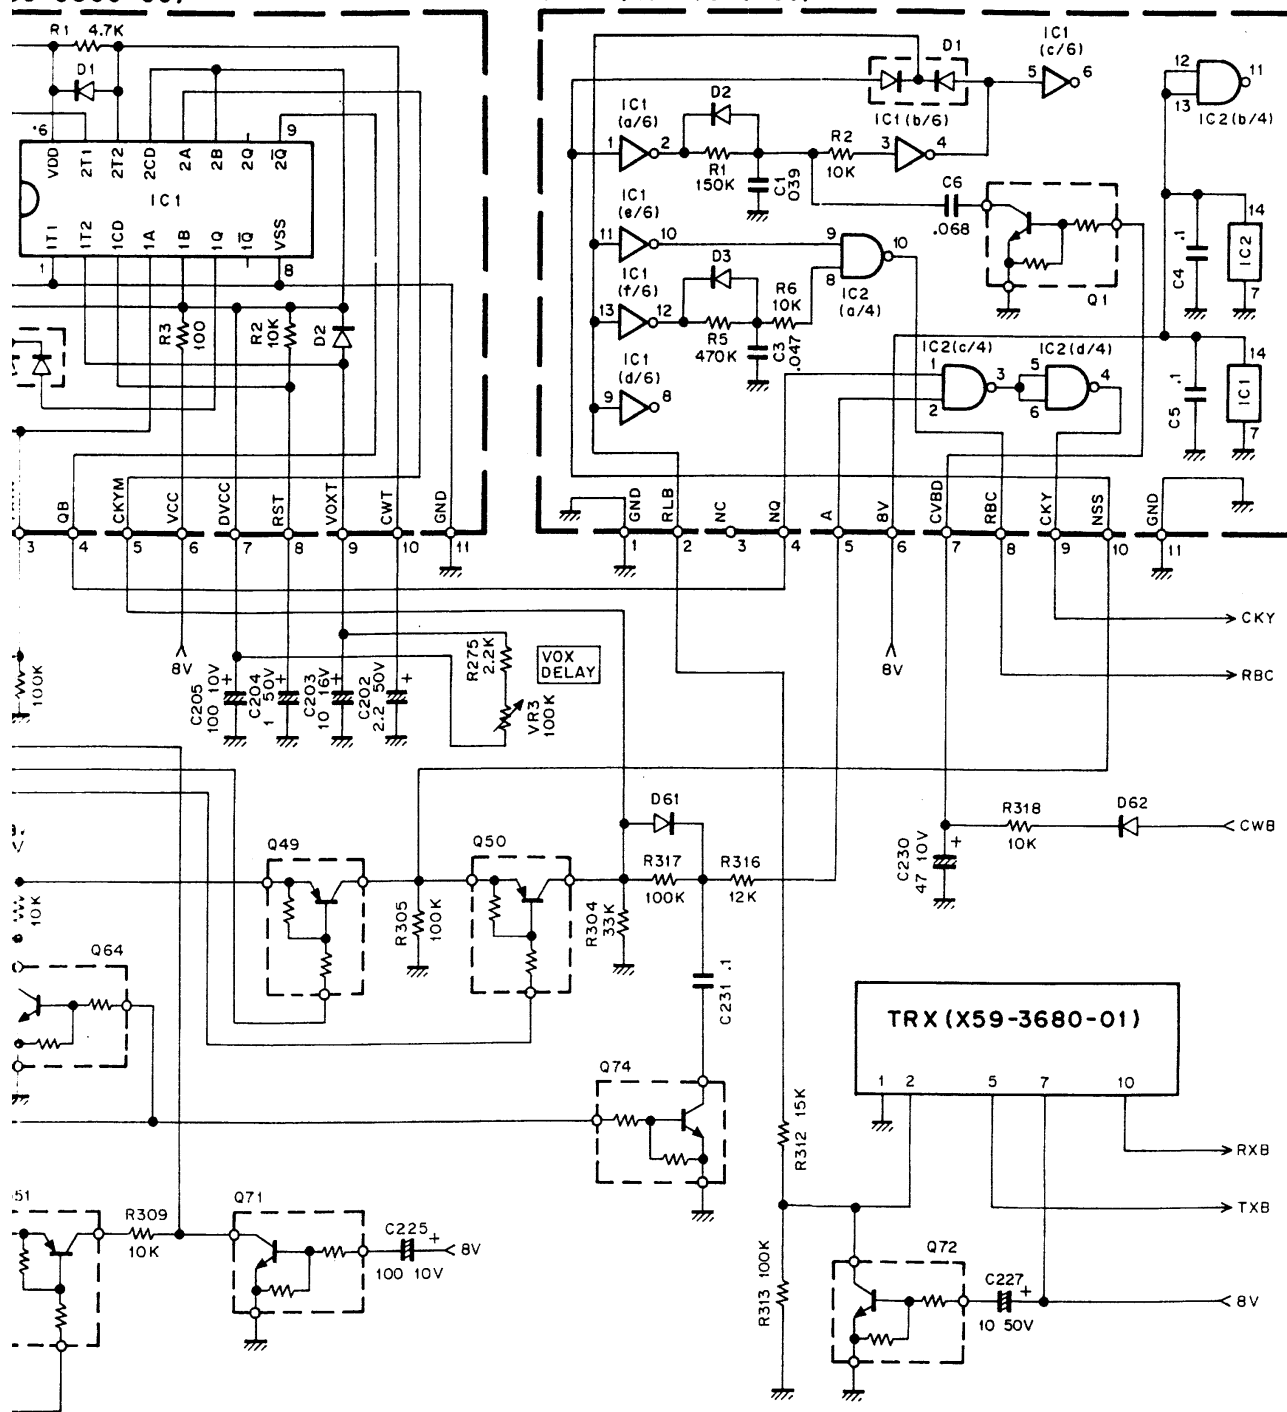 R1 4.7K
D1
6 9
VDD 2T1 2T2 2CD 2A 2B 2Q 2Q
IC1
1T1 1T2 1CD 1A 1B 1Q 1Q VSS
1 8
R3 100
R2 10K
D2
QB CKYM VCC DVCC RST VOXT CWT GND
3 4 5 6 7 8 9 10 11
D1
IC1 (c/6)
5 6
12 11
13
IC2(b/4)
D2
IC1 (a/6)
1 2
R1 150K
C1 .039
R2 10K
IC1(b/6)
3 4
C6 .068
Q1
IC1 (e/6)
11 10
IC1 (f/6)
13 12
D3
R5 470K
C3 .047
R6 10K
9 10
8
IC2 (a/4)
IC1 (d/6)
9 8
IC2(c/4)
1 3
2
IC2(d/4)
5 4
6
C4 .1
14 IC2 7
C5 .1
14 IC1 7
GND RLB NC NQ A 8V CVBD RBC CKY NSS GND
1 2 3 4 5 6 7 8 9 10 11
CKY
RBC
100K
8V
8V
C205 100 10V +
C204 1 50V +
C203 10 16V +
C202 2.2 50V +
R275 2.2K
VR3 100K
VOX DELAY
D61
R318 10K
D62
CWB
C230 47 10V +
10K
Q49
R305 100K
Q50
R304 33K
R317 100K
R316 12K
C231 .1
Q64
Q74
R312 15K
TRX (X59-3680-01)
1 2 5 7 10
RXB
TXB
51
R309 10K
Q71
C225 + 100 10V
8V
R313 100K
Q72
C227 + 10 50V
8V